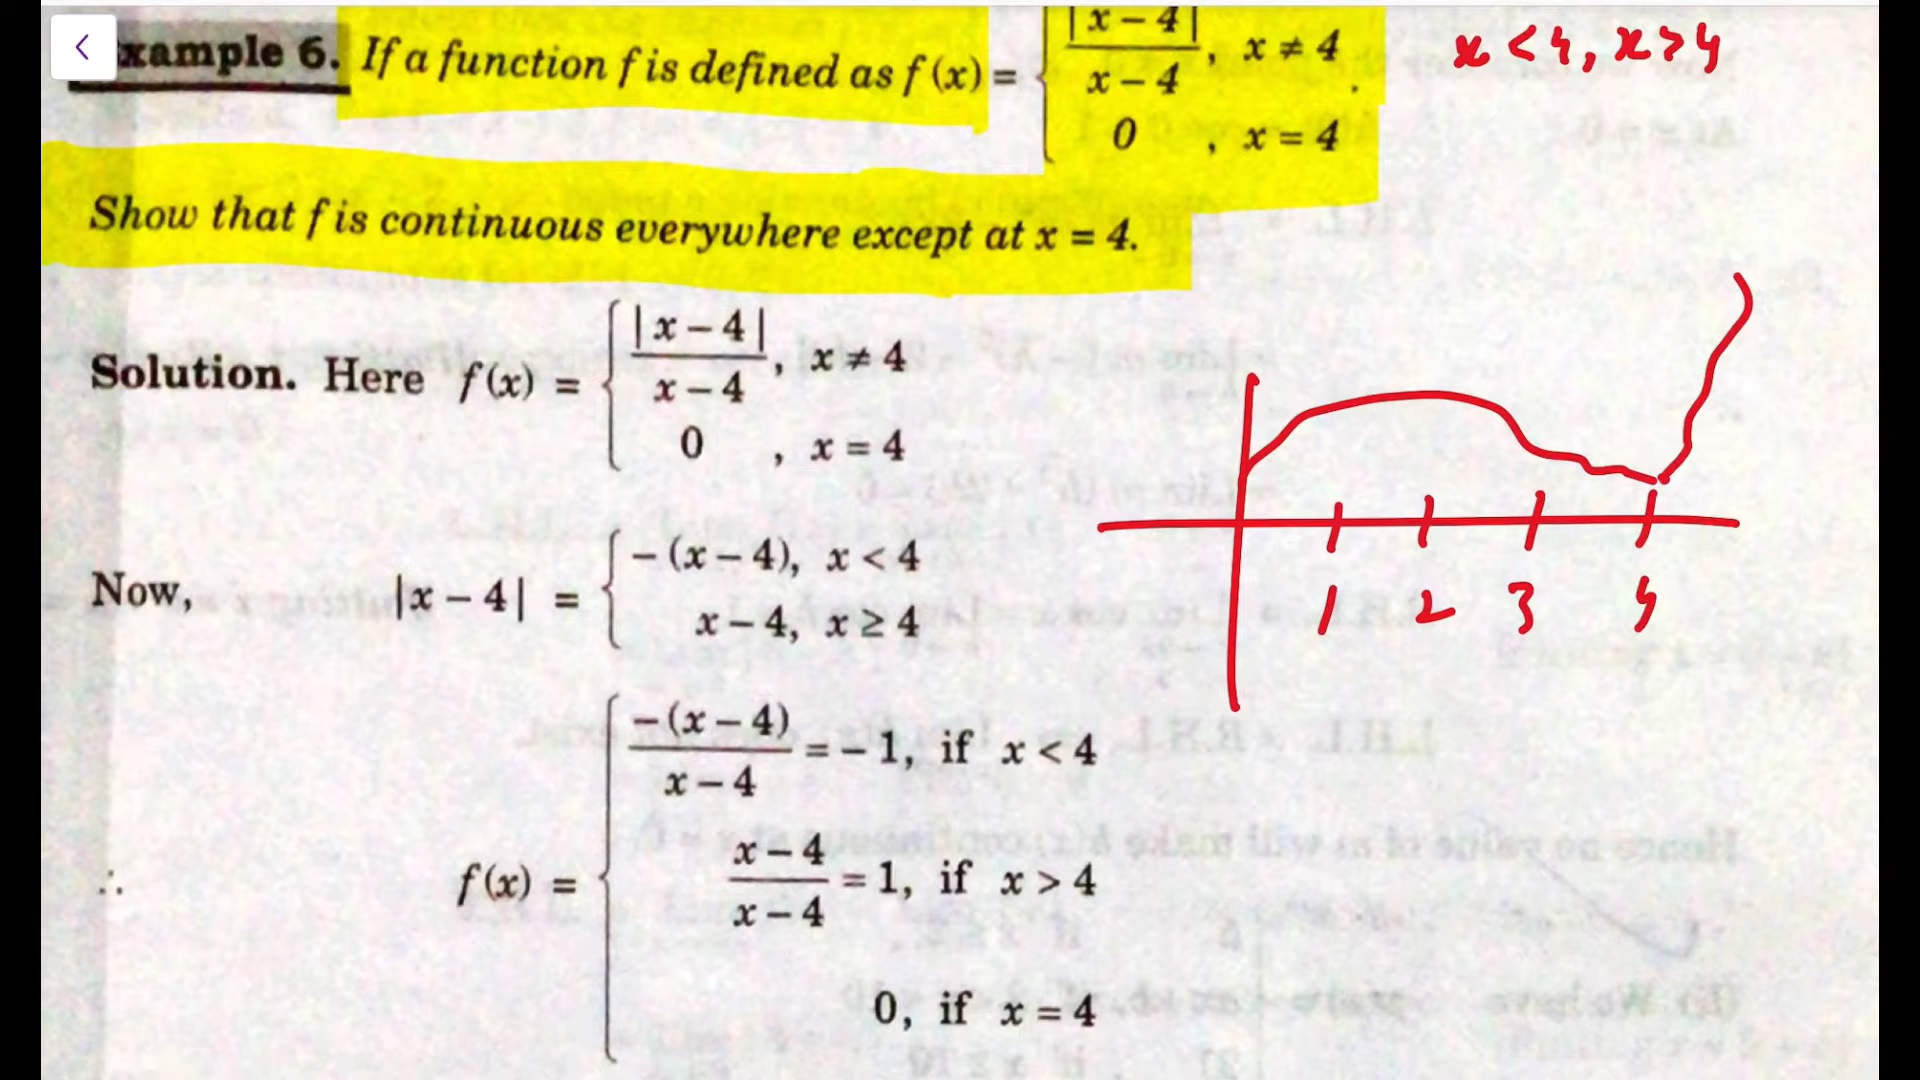 xample 6. If a function f is defined as f (x) = { |x – 4| / x – 4 , x ≠ 4 x < 4, x > 4
0 , x = 4
Show that f is continuous everywhere except at x = 4.
Solution. Here f(x) = { |x – 4| / x – 4 , x ≠ 4
0 , x = 4
Now, |x – 4| = { – (x – 4), x < 4
x – 4, x ≥ 4
1 2 3 4
∴ f(x) = { –(x – 4) / x – 4 = – 1, if x < 4
x – 4 / x – 4 = 1, if x > 4
0, if x = 4